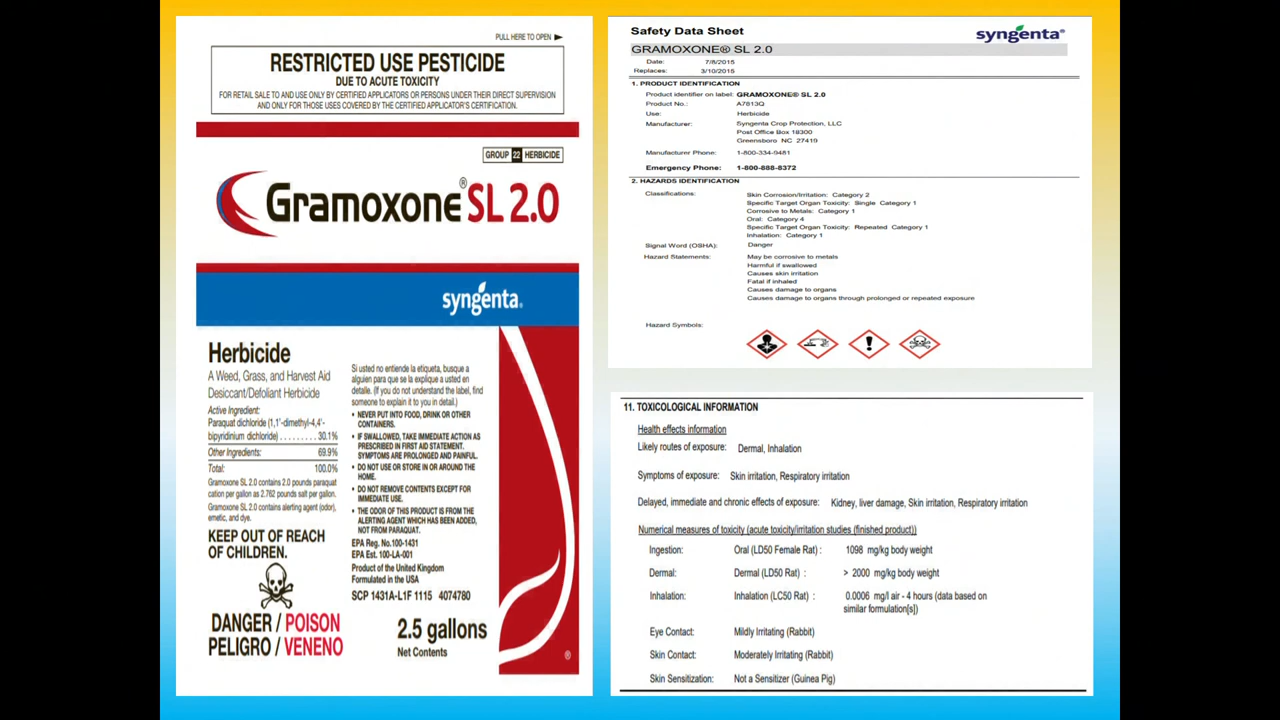 PULL HERE TO OPEN
RESTRICTED USE PESTICIDE
DUE TO ACUTE TOXICITY
FOR RETAIL SALE TO AND USE ONLY BY CERTIFIED APPLICATORS OR PERSONS UNDER THEIR DIRECT SUPERVISION
AND ONLY FOR THOSE USES COVERED BY THE CERTIFIED APPLICATOR'S CERTIFICATION.
GROUP 22 HERBICIDE
Gramoxone® SL 2.0
syngenta®
Herbicide
A Weed, Grass, and Harvest Aid
Desiccant/Defoliant Herbicide
Active Ingredient:
Paraquat dichloride (1,1'-dimethyl-4,4'-
bipyridinium dichloride) . . . . . . . . . 30.1%
Other Ingredients: 69.9%
Total: 100.0%
Gramoxone SL 2.0 contains 2.0 pounds paraquat
cation per gallon as 2.762 pounds salt per gallon.
Gramoxone SL 2.0 contains alerting agent (odor),
emetic, and dye.
KEEP OUT OF REACH
OF CHILDREN.
DANGER / POISON
PELIGRO / VENENO
Si usted no entiende la etiqueta, busque a
alguien para que se la explique a usted en
detalle. (If you do not understand the label, find
someone to explain it to you in detail.)
• NEVER PUT INTO FOOD, DRINK OR OTHER
CONTAINERS.
• IF SWALLOWED, TAKE IMMEDIATE ACTION AS
PRESCRIBED IN FIRST AID STATEMENT.
SYMPTOMS ARE PROLONGED AND PAINFUL.
• DO NOT USE OR STORE IN OR AROUND THE
HOME.
• DO NOT REMOVE CONTENTS EXCEPT FOR
IMMEDIATE USE.
• THE ODOR OF THIS PRODUCT IS FROM THE
ALERTING AGENT WHICH HAS BEEN ADDED,
NOT FROM PARAQUAT.
EPA Reg. No.100-1431
EPA Est. 100-LA-001
Product of the United Kingdom
Formulated in the USA
SCP 1431A-L1F 1115 4074780
2.5 gallons
Net Contents
®
Safety Data Sheet
syngenta®
GRAMOXONE® SL 2.0
Date: 7/8/2015
Replaces: 3/10/2015
1. PRODUCT IDENTIFICATION
Product identifier on label: GRAMOXONE® SL 2.0
Product No.: A7813Q
Use: Herbicide
Manufacturer: Syngenta Crop Protection, LLC
Post Office Box 18300
Greensboro NC 27419
Manufacturer Phone: 1-800-334-9481
Emergency Phone: 1-800-888-8372
2. HAZARDS IDENTIFICATION
Classifications: Skin Corrosion/Irritation: Category 2
Specific Target Organ Toxicity: Single Category 1
Corrosive to Metals: Category 1
Oral: Category 4
Specific Target Organ Toxicity: Repeated Category 1
Inhalation: Category 1
Signal Word (OSHA): Danger
Hazard Statements: May be corrosive to metals
Harmful if swallowed
Causes skin irritation
Fatal if inhaled
Causes damage to organs
Causes damage to organs through prolonged or repeated exposure
Hazard Symbols:
11. TOXICOLOGICAL INFORMATION
Health effects information
Likely routes of exposure: Dermal, Inhalation
Symptoms of exposure: Skin irritation, Respiratory irritation
Delayed, immediate and chronic effects of exposure: Kidney, liver damage, Skin irritation, Respiratory irritation
Numerical measures of toxicity (acute toxicity/irritation studies (finished product))
Ingestion: Oral (LD50 Female Rat) : 1098 mg/kg body weight
Dermal: Dermal (LD50 Rat) : > 2000 mg/kg body weight
Inhalation: Inhalation (LC50 Rat) : 0.0006 mg/l air - 4 hours (data based on
similar formulation[s])
Eye Contact: Mildly Irritating (Rabbit)
Skin Contact: Moderately Irritating (Rabbit)
Skin Sensitization: Not a Sensitizer (Guinea Pig)